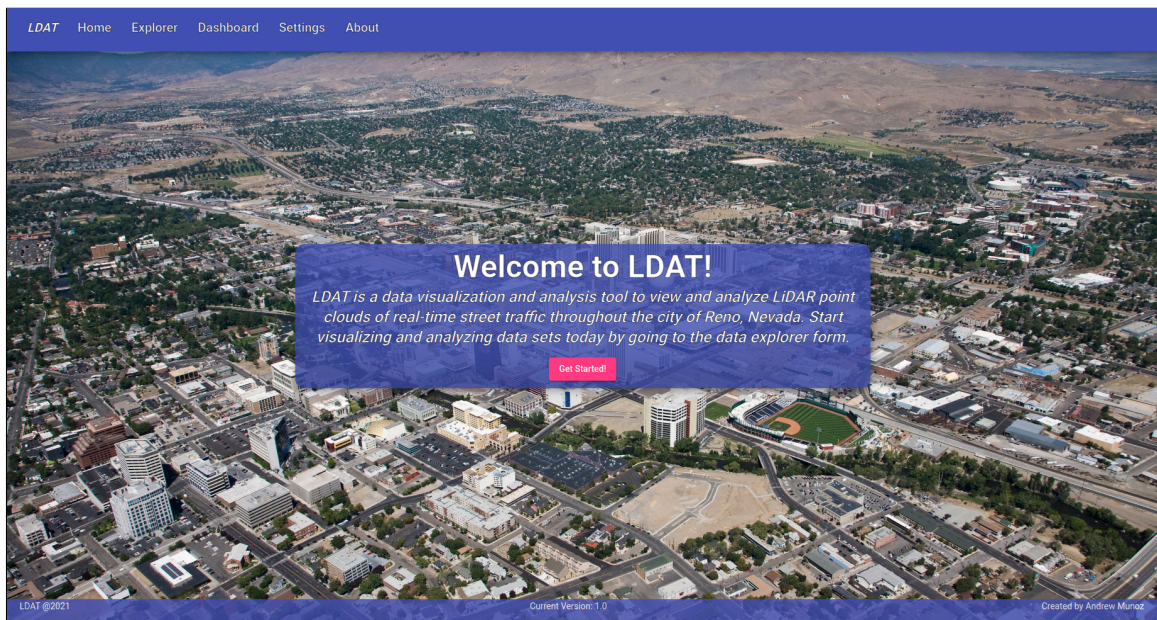 LDAT Home Explorer Dashboard Settings About
Welcome to LDAT!
LDAT is a data visualization and analysis tool to view and analyze LiDAR point
clouds of real-time street traffic throughout the city of Reno, Nevada. Start
visualizing and analyzing data sets today by going to the data explorer form.
Get Started!
LDAT @2021 Current Version: 1.0 Created by Andrew Munoz